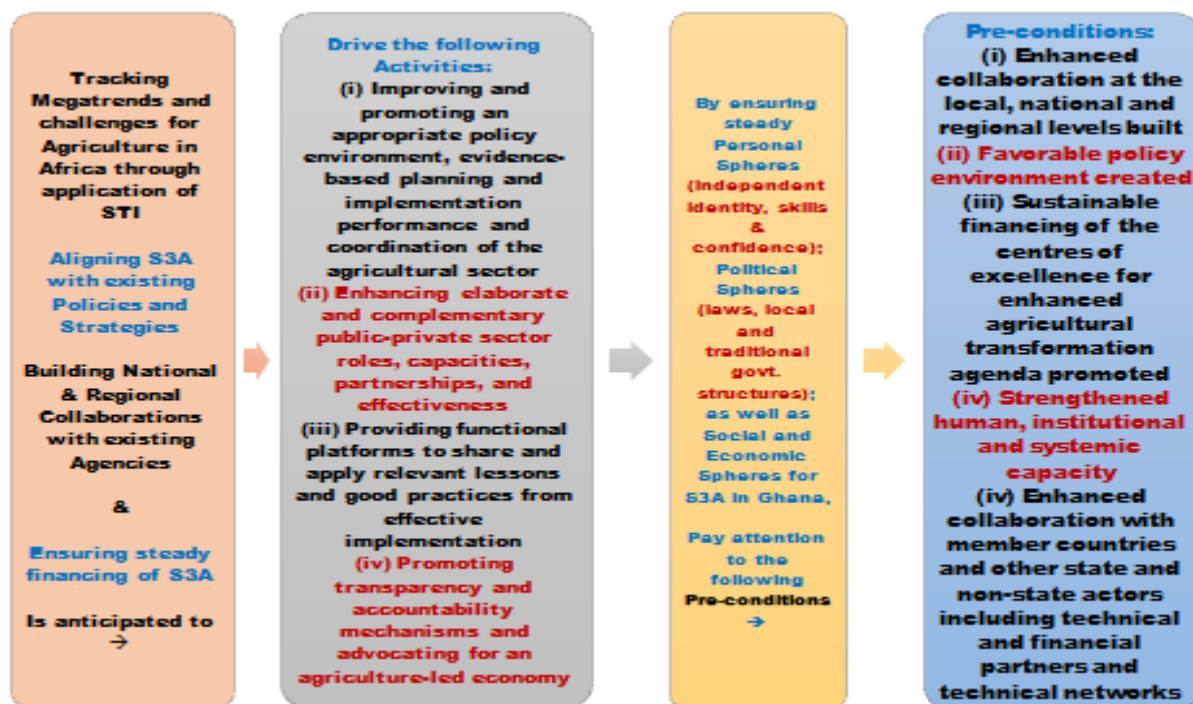 Tracking
Megatrends and
challenges for
Agriculture in
Africa through
application of
STI
Aligning S3A
with existing
Policies and
Strategies
Building National
& Regional
Collaborations
with existing
Agencies
&
Ensuring steady
financing of S3A
Is anticipated to
→
Drive the following
Activities:
(i) Improving and
promoting an
appropriate policy
environment, evidence-
based planning and
implementation
performance and
coordination of the
agricultural sector
(ii) Enhancing elaborate
and complementary
public-private sector
roles, capacities,
partnerships, and
effectiveness
(iii) Providing functional
platforms to share and
apply relevant lessons
and good practices from
effective
implementation
(iv) Promoting
transparency and
accountability
mechanisms and
advocating for an
agriculture-led economy
By ensuring
steady
Personal
Spheres
(independent
identity, skills
&
confidence);
Political
Spheres
(laws, local
and
traditional
govt.
structures);
as well as
Social and
Economic
Spheres for
S3A in Ghana,
Pay attention
to the
following
Pre-conditions
→
Pre-conditions:
(i) Enhanced
collaboration at the
local, national and
regional levels built
(ii) Favorable policy
environment created
(iii) Sustainable
financing of the
centres of
excellence for
enhanced
agricultural
transformation
agenda promoted
(iv) Strengthened
human, institutional
and systemic
capacity
(iv) Enhanced
collaboration with
member countries
and other state and
non-state actors
including technical
and financial
partners and
technical networks